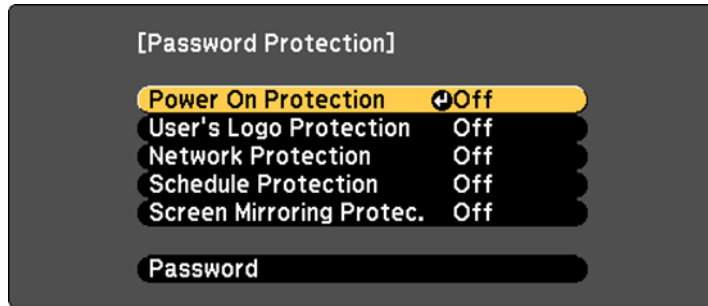 [Password Protection]
Power On Protection Off
User's Logo Protection Off
Network Protection Off
Schedule Protection Off
Screen Mirroring Protec. Off
Password